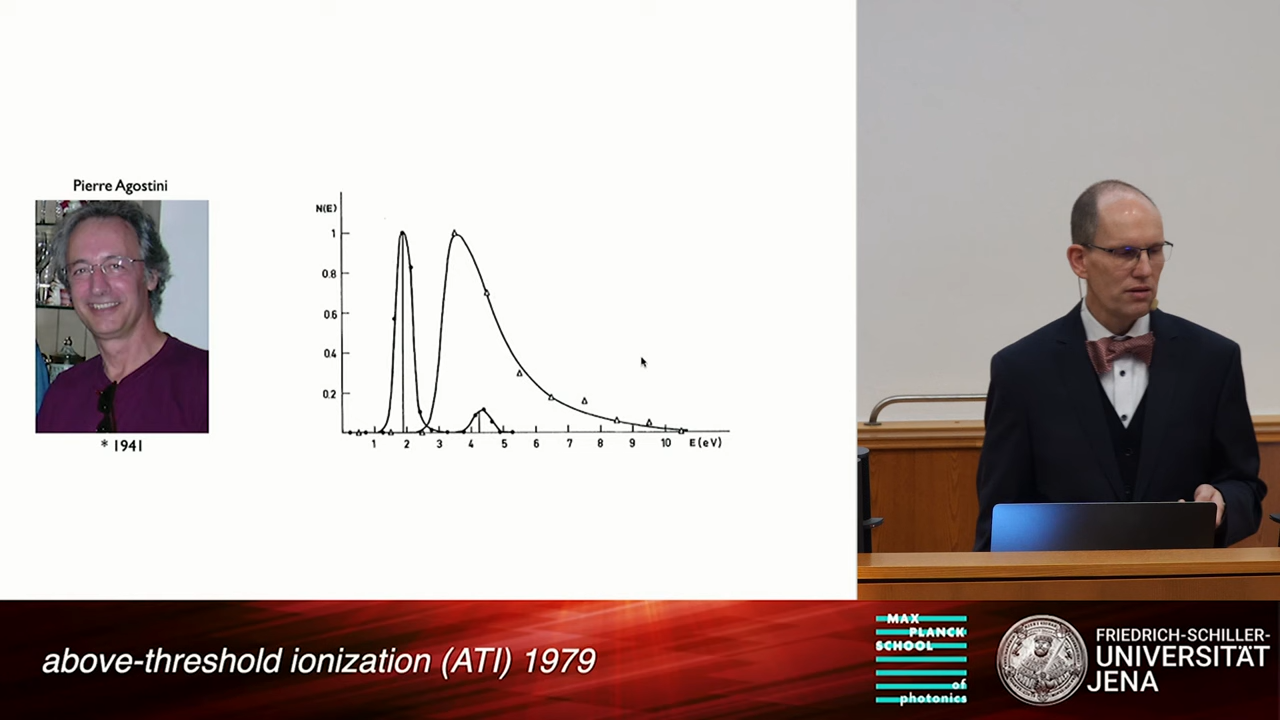 Pierre Agostini
* 1941
N(E)
1
0.8
0.6
0.4
0.2
1 2 3 4 5 6 7 8 9 10 E(eV)
above-threshold ionization (ATI) 1979
MAX
PLANCK
SCHOOL
of
photonics
FRIEDRICH-SCHILLER-
UNIVERSITÄT
JENA